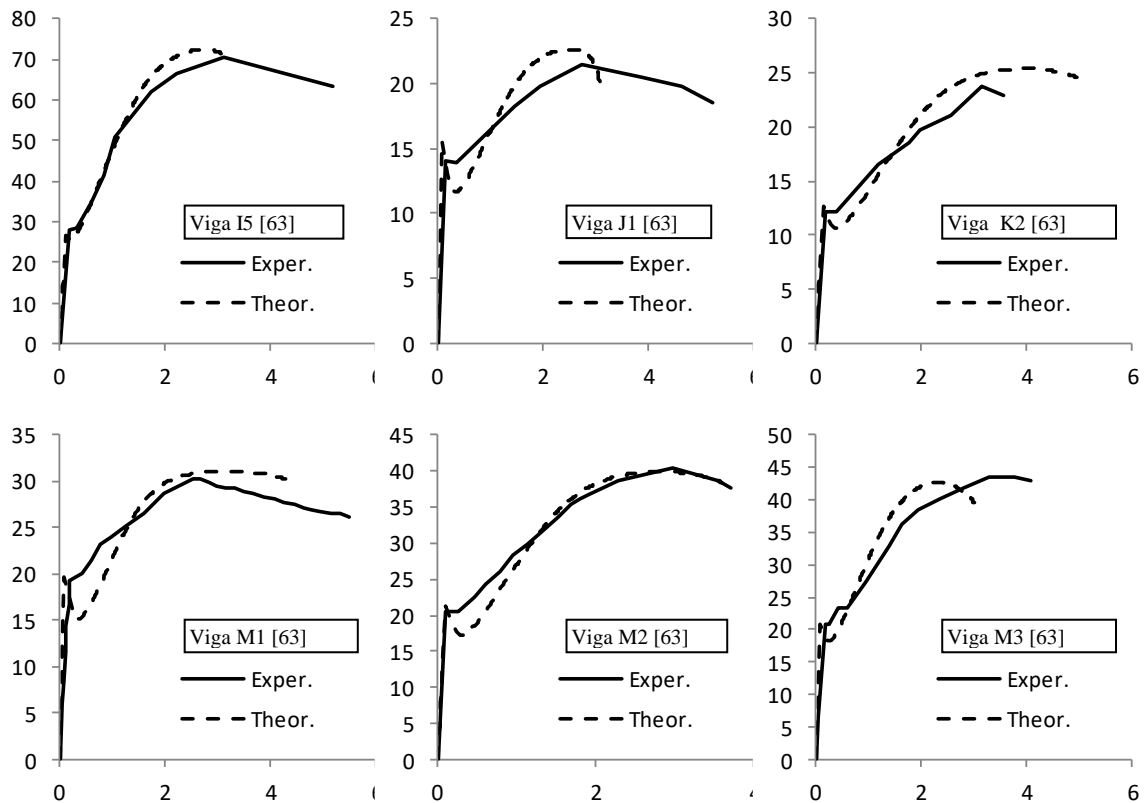 80
70
60
50
40
30
20
10
0
0 2 4
Viga I5 [63]
Exper.
Theor.
25
20
15
10
5
0
0 2 4
Viga J1 [63]
Exper.
Theor.
30
25
20
15
10
5
0
0 2 4 6
Viga K2 [63]
Exper.
Theor.
35
30
25
20
15
10
5
0
0 2 4
Viga M1 [63]
Exper.
Theor.
45
40
35
30
25
20
15
10
5
0
0 2
Viga M2 [63]
Exper.
Theor.
50
45
40
35
30
25
20
15
10
5
0
0 2 4 6
Viga M3 [63]
Exper.
Theor.